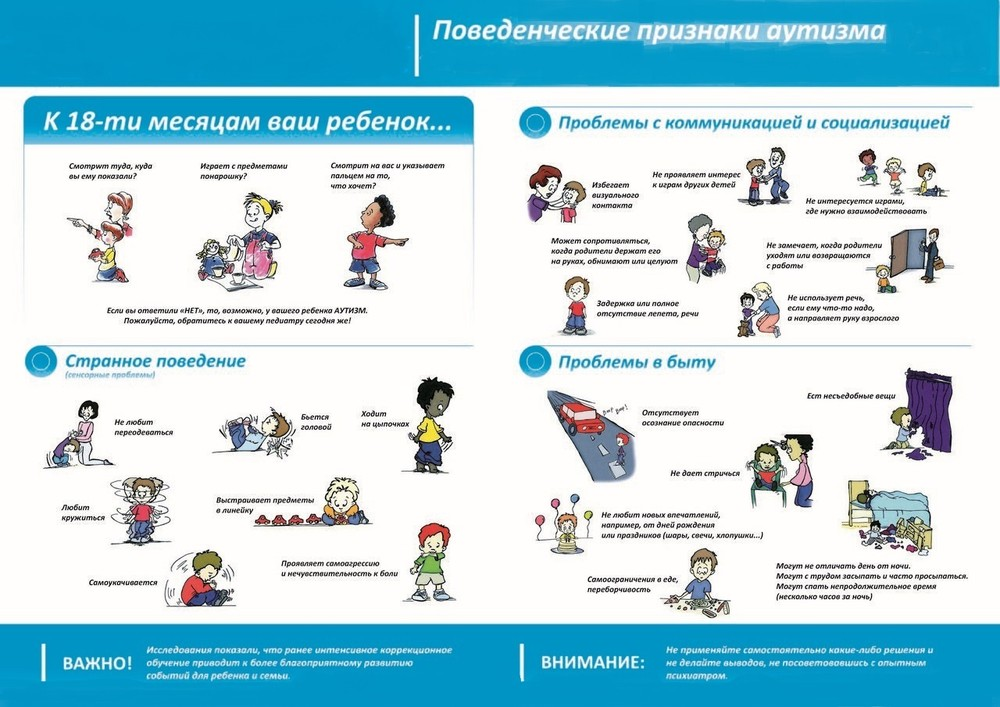 Поведенческие признаки аутизма
К 18-ти месяцам ваш ребенок...
Смотрит туда, куда
вы ему показали?
Играет с предметами
понарошку?
Смотрит на вас и указывает
пальцем на то,
что хочет?
Если вы ответили «НЕТ», то, возможно, у вашего ребенка АУТИЗМ.
Пожалуйста, обратитесь к вашему педиатру сегодня же!
Проблемы с коммуникацией и социализацией
Избегает
визуального
контакта
Не проявляет интерес
к играм других детей
Не интересуется играми,
где нужно взаимодействовать
Может сопротивляться,
когда родители держат его
на руках, обнимают или целуют
Не замечает, когда родители
уходят или возвращаются
с работы
Задержка или полное
отсутствие лепета, речи
Не использует речь,
если ему что-то надо,
а направляет руку взрослого
Странное поведение
(сенсорные проблемы)
Не любит
переодеваться
Бьется
головой
Ходит
на цыпочках
Любит
кружиться
Выстраивает предметы
в линейку
Самоукачивается
Проявляет самоагрессию
и нечувствительность к боли
Проблемы в быту
Отсутствует
осознание опасности
Ест несъедобные вещи
Не дает стричься
Не любит новых впечатлений,
например, от дней рождения
или праздников (шары, свечи, хлопушки...)
Самоограничения в еде,
переборчивость
Могут не отличать день от ночи.
Могут с трудом засыпать и часто просыпаться.
Могут спать непродолжительное время
(несколько часов за ночь)
ВАЖНО!
Исследования показали, что ранее интенсивное коррекционное
обучение приводит к более благоприятному развитию
событий для ребенка и семьи.
ВНИМАНИЕ:
Не применяйте самостоятельно какие-либо решения и
не делайте выводов, не посоветовавшись с опытным
психиатром.